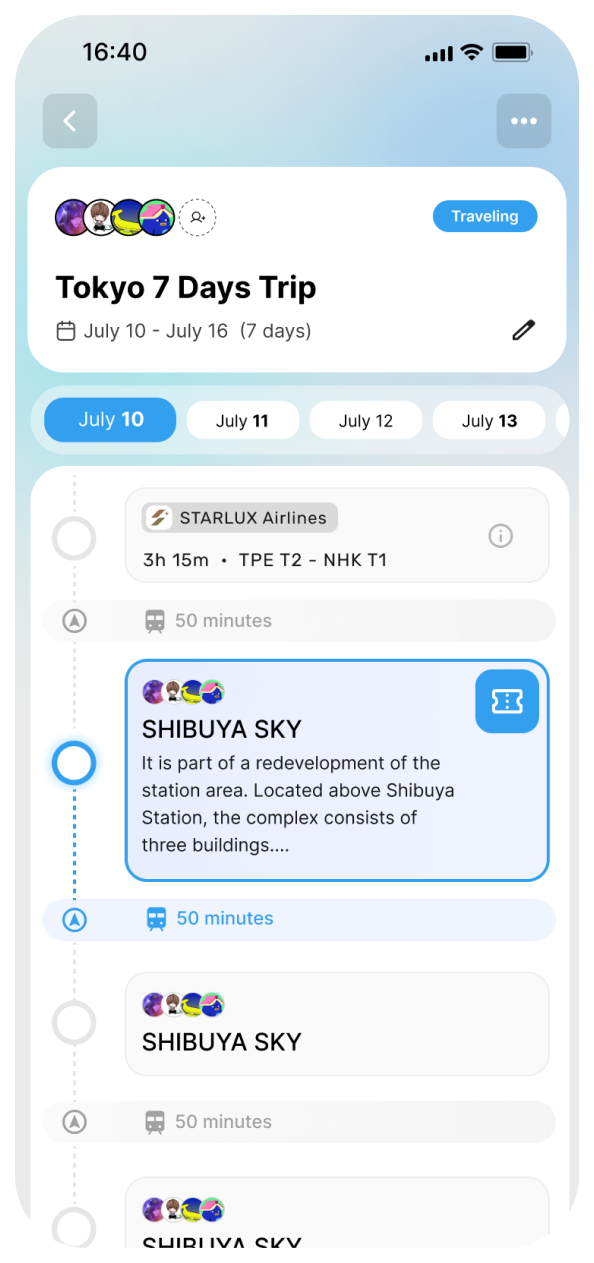 16:40
Traveling
Tokyo 7 Days Trip
July 10 - July 16 (7 days)
July 10 July 11 July 12 July 13
STARLUX Airlines
3h 15m • TPE T2 - NHK T1
50 minutes
SHIBUYA SKY
It is part of a redevelopment of the
station area. Located above Shibuya
Station, the complex consists of
three buildings....
50 minutes
SHIBUYA SKY
50 minutes
SHIBUYA SKY